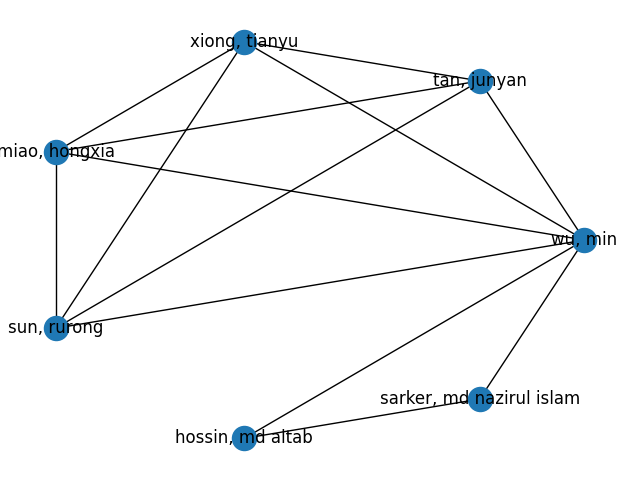 xiong, tianyu
tan, junyan
miao, hongxia
wu, min
sun, rurong
sarker, md nazirul islam
hossin, md altab